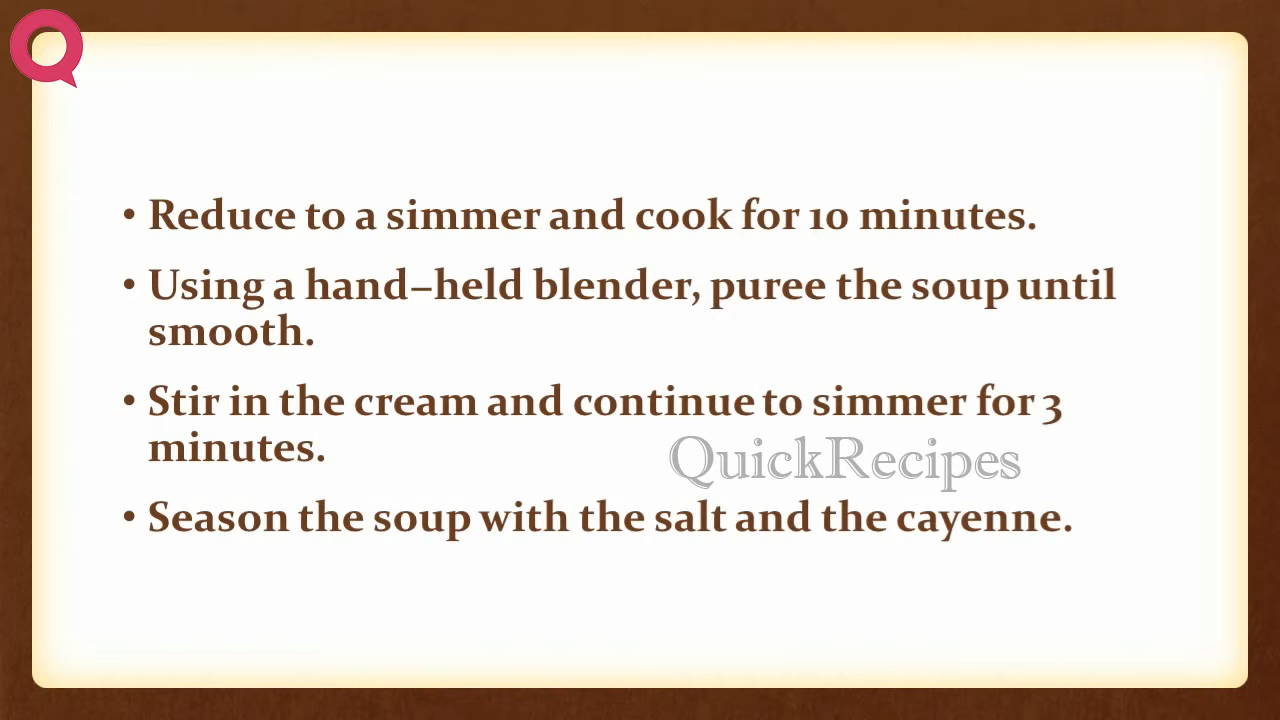 • Reduce to a simmer and cook for 10 minutes.
• Using a hand–held blender, puree the soup until
smooth.
• Stir in the cream and continue to simmer for 3
minutes.
QuickRecipes
• Season the soup with the salt and the cayenne.